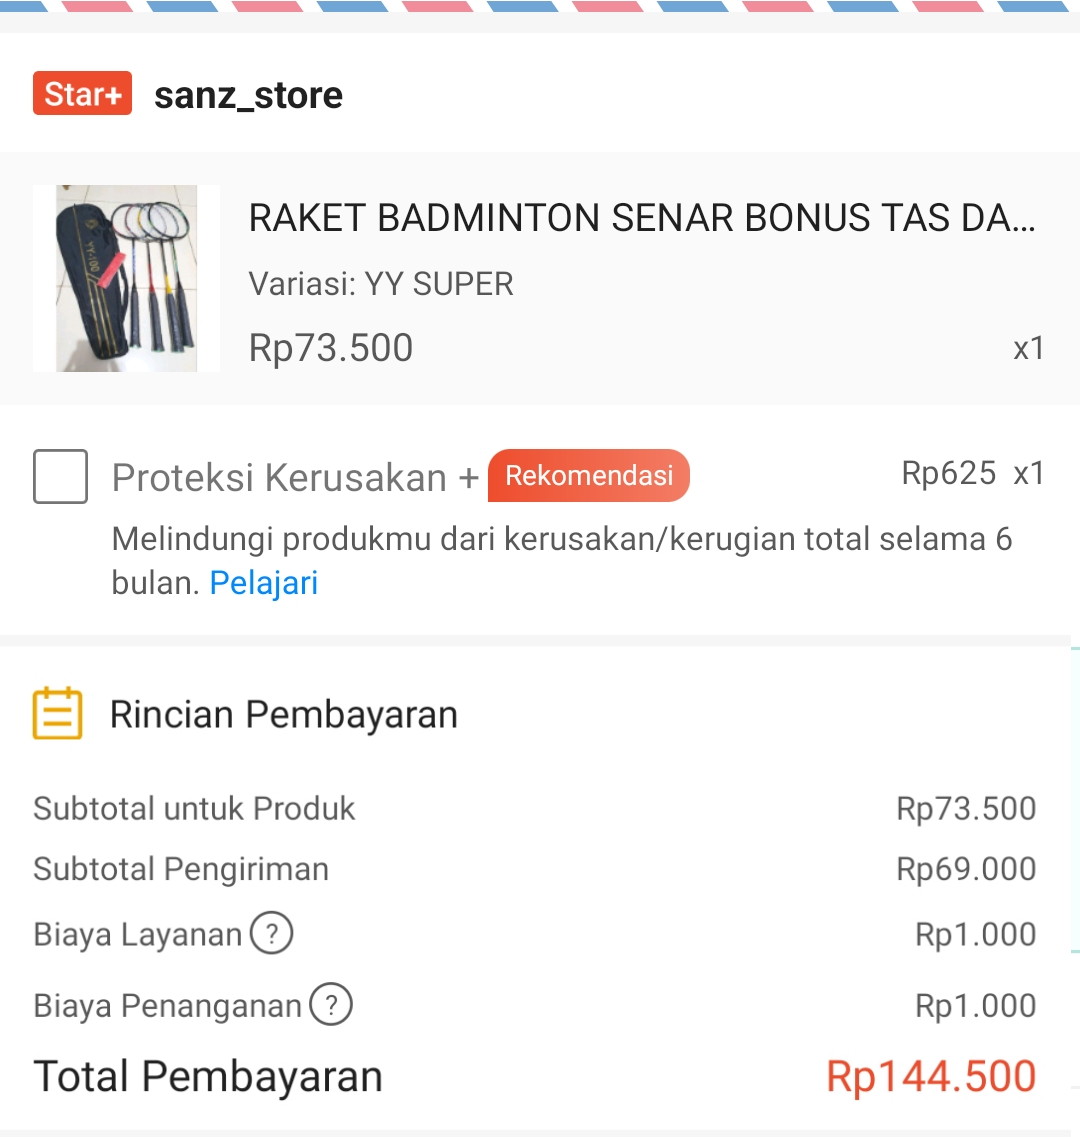 Star+ sanz_store
RAKET BADMINTON SENAR BONUS TAS DA...
Variasi: YY SUPER
Rp73.500 x1
Proteksi Kerusakan + Rekomendasi Rp625 x1
Melindungi produkmu dari kerusakan/kerugian total selama 6
bulan. Pelajari
Rincian Pembayaran
Subtotal untuk Produk Rp73.500
Subtotal Pengiriman Rp69.000
Biaya Layanan ? Rp1.000
Biaya Penanganan ? Rp1.000
Total Pembayaran Rp144.500